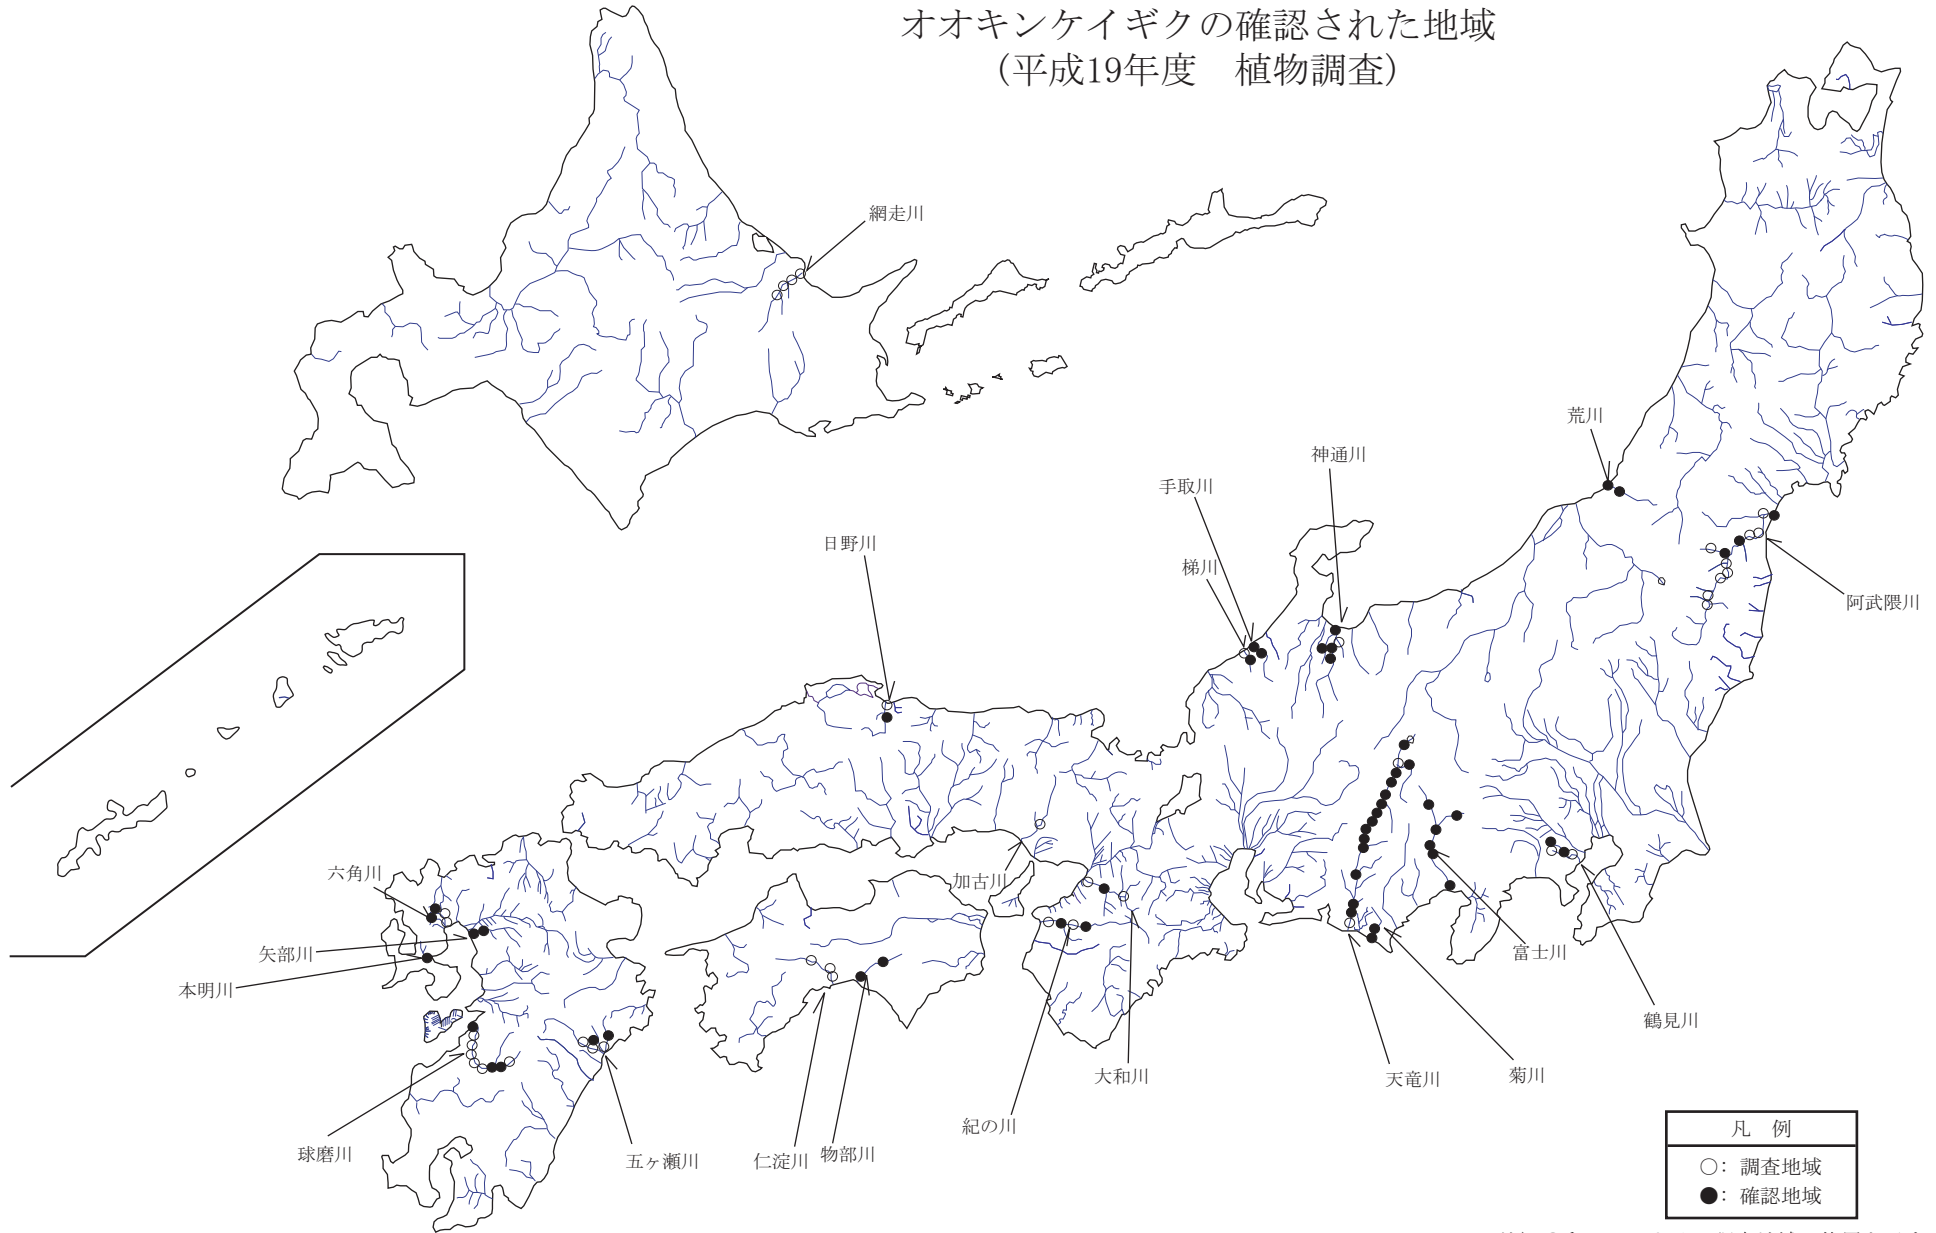 オオキンケイギクの確認された地域
（平成19年度　植物調査）
網走川
荒川
神通川
手取川
日野川
梯川
阿武隈川
六角川
加古川
矢部川
富士川
本明川
鶴見川
大和川
天竜川
菊川
紀の川
球磨川
五ヶ瀬川
仁淀川
物部川
凡　例
○：調査地域
●：確認地域